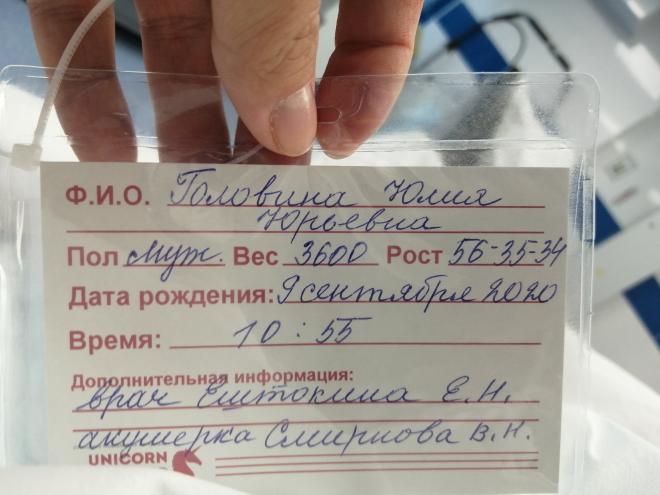 Ф.И.О. Головина Юлия
Юрьевна
Пол муж. Вес 3600 Рост 56-35-34
Дата рождения: 9 сентября 2020
Время: 10:55
Дополнительная информация:
врач Ештокина Е.Н.
акушерка Смирнова В.Н.
UNICORN